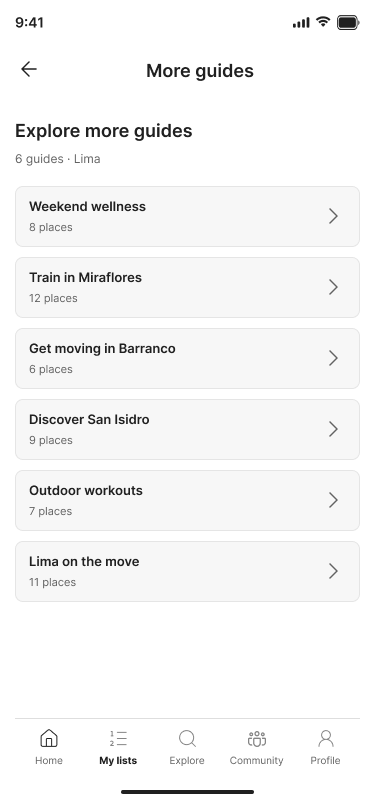 9:41
More guides
Explore more guides
6 guides · Lima
Weekend wellness
8 places
Train in Miraflores
12 places
Get moving in Barranco
6 places
Discover San Isidro
9 places
Outdoor workouts
7 places
Lima on the move
11 places
1
2
Home
My lists
Explore
Community
Profile